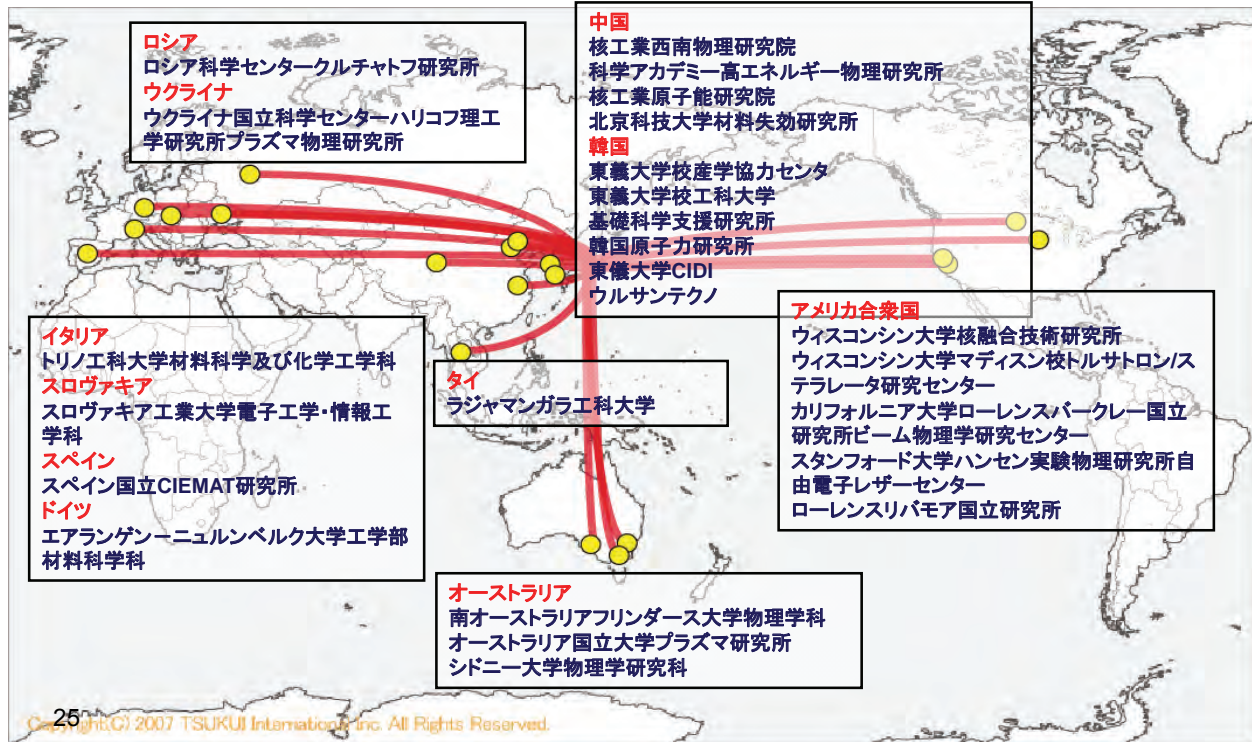 ロシア
ロシア科学センタークルチャトフ研究所
ウクライナ
ウクライナ国立科学センターハリコフ理工
学研究所プラズマ物理研究所
中国
核工業西南物理研究院
科学アカデミー高エネルギー物理研究所
核工業原子能研究院
北京科技大学材料失効研究所
韓国
東義大学校産学協力センタ
東義大学校工科大学
基礎科学支援研究所
韓国原子力研究所
東儀大学CIDI
ウルサンテクノ
イタリア
トリノ工科大学材料科学及び化学工学科
スロヴァキア
スロヴァキア工業大学電子工学・情報工
学科
スペイン
スペイン国立CIEMAT研究所
ドイツ
エアランゲンーニュルンベルク大学工学部
材料科学科
タイ
ラジャマンガラ工科大学
アメリカ合衆国
ウィスコンシン大学核融合技術研究所
ウィスコンシン大学マディスン校トルサトロン/ス
テラレータ研究センター
カリフォルニア大学ローレンスバークレー国立
研究所ビーム物理学研究センター
スタンフォード大学ハンセン実験物理研究所自
由電子レザーセンター
ローレンスリバモア国立研究所
オーストラリア
南オーストラリアフリンダース大学物理学科
オーストラリア国立大学プラズマ研究所
シドニー大学物理学研究科
25
Copyright(C) 2007 TSUKUI International Inc. All Rights Reserved.